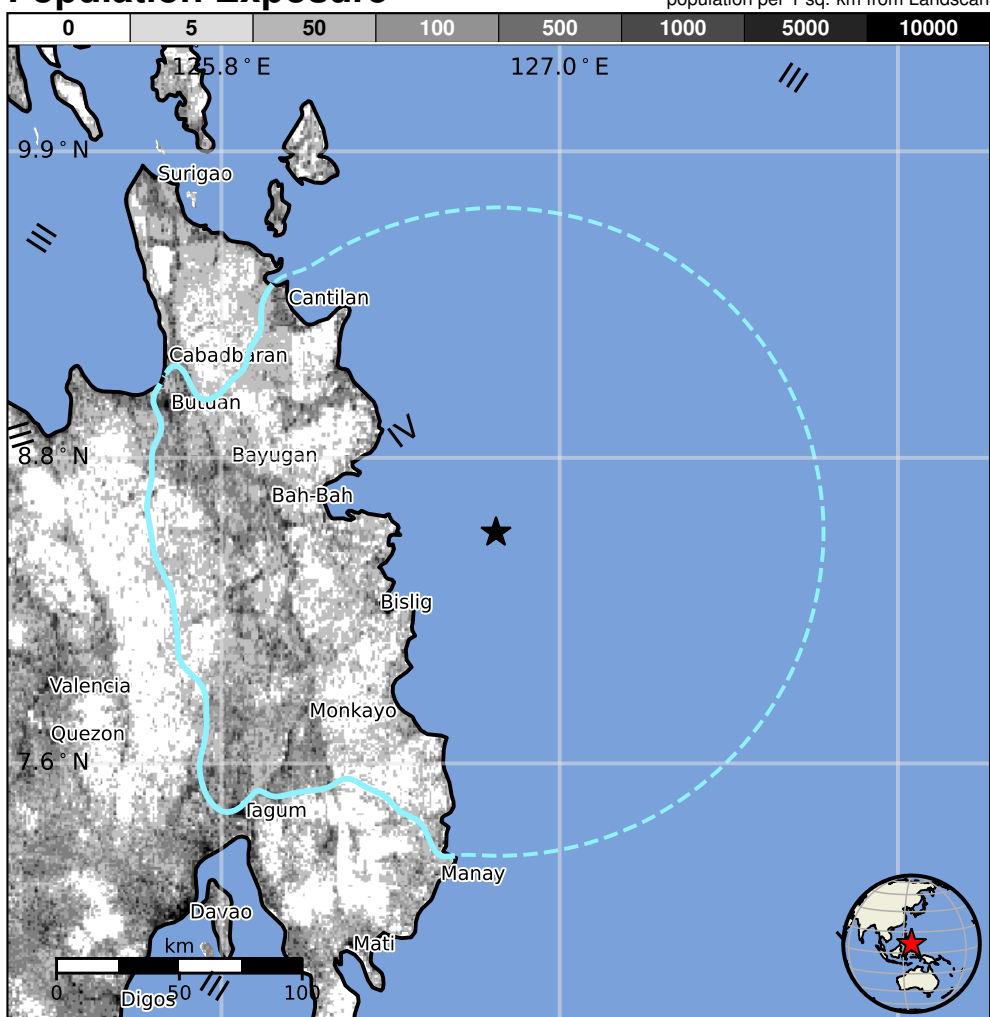 Population Exposure
population per 1 sq. km from Landscan
0 5 50 100 500 1000 5000 10000
125.8°E 127.0°E
III
9.9°N
Surigao
III
Cantilan
Cabadbaran
Butuan
IV
III
8.8°N
Bayugan
Bah-Bah
Bislig
Valencia
Monkayo
Quezon
7.6°N
Tagum
Manay
Davao
Mati
km
0 50 100
Digos
III